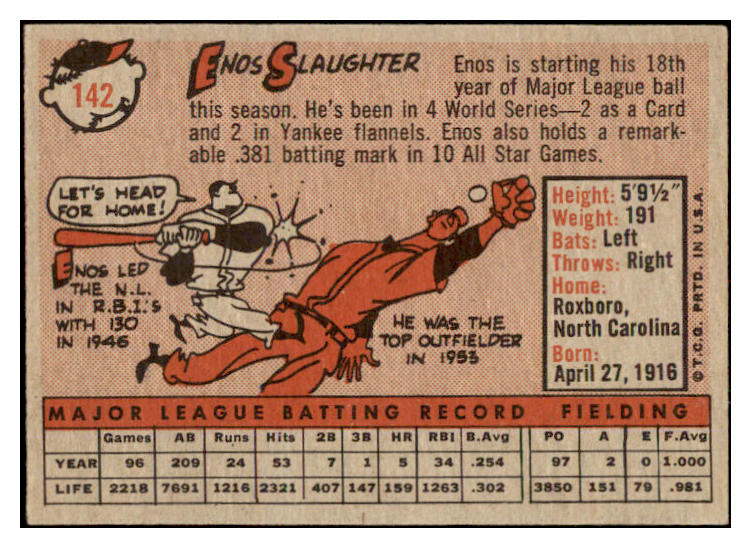 142
ENOS SLAUGHTER
Enos is starting his 18th
year of Major League ball
this season. He's been in 4 World Series—2 as a Card
and 2 in Yankee flannels. Enos also holds a remark-
able .381 batting mark in 10 All Star Games.
LET'S HEAD
FOR HOME!
ENOS LED
THE N.L.
IN R.B.I.'S
WITH 130
IN 1946
HE WAS THE
TOP OUTFIELDER
IN 1953
Height: 5'9½"
Weight: 191
Bats: Left
Throws: Right
Home:
Roxboro,
North Carolina
Born:
April 27, 1916
© T.C.G. PRTD. IN U.S.A.
MAJOR LEAGUE BATTING RECORD FIELDING
Games AB Runs Hits 2B 3B HR RBI B.Avg PO A E F.Avg
YEAR 96 209 24 53 7 1 5 34 .254 97 2 0 1.000
LIFE 2218 7691 1216 2321 407 147 159 1263 .302 3850 151 79 .981